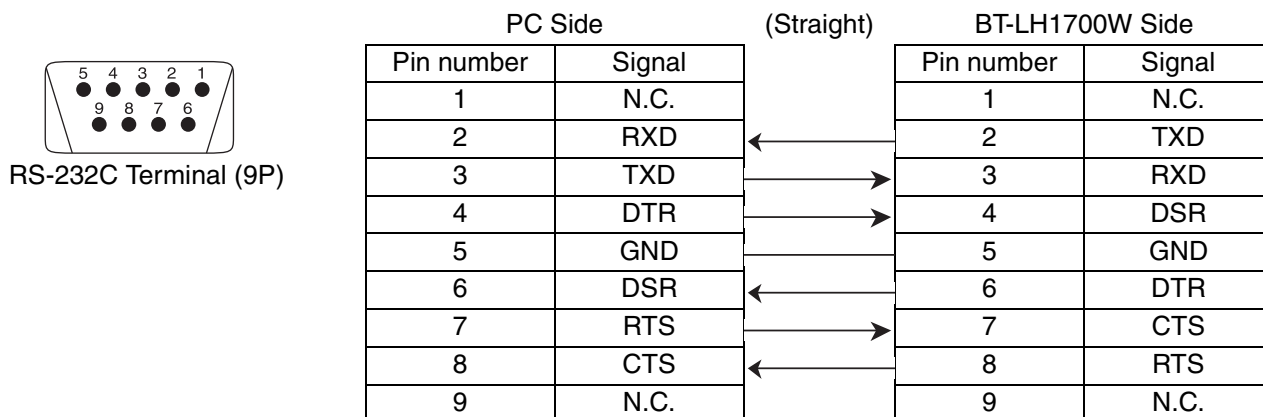 PC Side (Straight) BT-LH1700W Side
Pin number Signal Pin number Signal
5 4 3 2 1
9 8 7 6
RS-232C Terminal (9P)
1 N.C. 1 N.C.
2 RXD 2 TXD
3 TXD 3 RXD
4 DTR 4 DSR
5 GND 5 GND
6 DSR 6 DTR
7 RTS 7 CTS
8 CTS 8 RTS
9 N.C. 9 N.C.